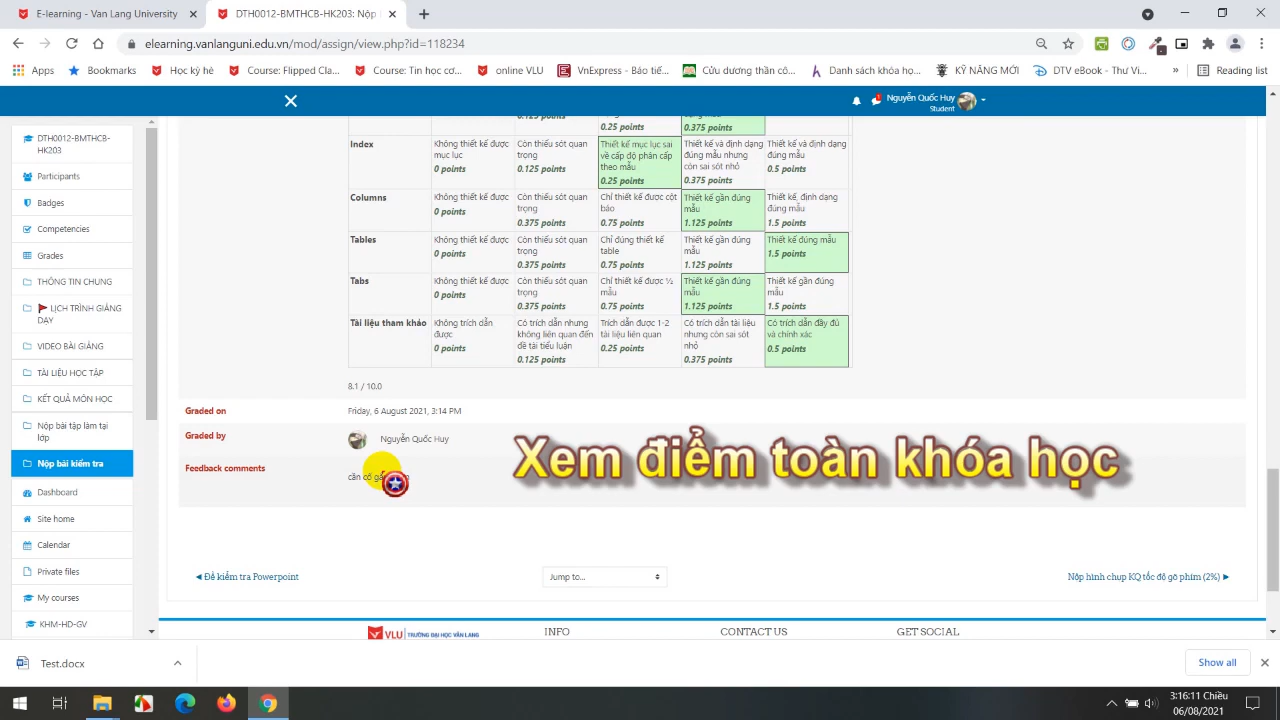 E-learning - Van Lang University
DTH0012-BMTHCB-HK203: Nộp
elearning.vanlanguni.edu.vn/mod/assign/view.php?id=118234
Apps
Bookmarks
Học kỳ hè
Course: Flipped Cla...
Course: Tin học cơ...
online VLU
VnExpress - Báo tiế...
Cửu dương thần cô...
Danh sách khóa họ...
KỸ NĂNG MỚI
DTV eBook - Thư Vi...
»
Reading list
Nguyễn Quốc Huy
Student
DTH0012-BMTHCB-
HK203
Participants
Badges
Competencies
Grades
THÔNG TIN CHUNG
LỊCH TRÌNH GIẢNG
DẠY
VIDEO BÀI GIẢNG
TÀI LIỆU HỌC TẬP
KẾT QUẢ MÔN HỌC
Nộp bài tập làm tại
lớp
Nộp bài kiểm tra
Dashboard
Site home
Calendar
Private files
My courses
KHM-HD-GV
0.125 points
0.25 points
0.375 points
Index
Không thiết kế được
mục lục
0 points
Còn thiếu sót quan
trọng
0.125 points
Thiết kế mục lục sai
về cấp độ phân cấp
theo mẫu
0.25 points
Thiết kế và định dạng
đúng mẫu nhưng
còn sai sót nhỏ
0.375 points
Thiết kế và định dạng
đúng mẫu
0.5 points
Columns
Không thiết kế được
0 points
Còn thiếu sót quan
trọng
0.375 points
Chỉ thiết kế được cột
báo
0.75 points
Thiết kế gần đúng
mẫu
1.125 points
Thiết kế, định dạng
đúng mẫu
1.5 points
Tables
Không thiết kế được
0 points
Còn thiếu sót quan
trọng
0.375 points
Chỉ đúng thiết kế
table
0.75 points
Thiết kế gần đúng
mẫu
1.125 points
Thiết kế đúng mẫu
1.5 points
Tabs
Không thiết kế được
0 points
Còn thiếu sót quan
trọng
0.375 points
Chỉ thiết kế được ½
mẫu
0.75 points
Thiết kế gần đúng
mẫu
1.125 points
Thiết kế gần đúng
mẫu
1.5 points
Tài liệu tham khảo
Không trích dẫn
được
0 points
Có trích dẫn nhưng
không liên quan đến
đề tài tiểu luận
0.125 points
Trích dẫn được 1-2
tài liệu liên quan
0.25 points
Có trích dẫn tài liệu
nhưng còn sai sót
nhỏ
0.375 points
Có trích dẫn đầy đủ
và chính xác
0.5 points
8.1 / 10.0
Graded on
Friday, 6 August 2021, 3:14 PM
Graded by
Nguyễn Quốc Huy
Feedback comments
cần cố
Xem điểm toàn khóa học
◀ Đề kiểm tra Powerpoint
Jump to...
Nộp hình chụp KQ tốc độ gõ phím (2%) ▶
VLU TRƯỜNG ĐẠI HỌC VĂN LANG
INFO
CONTACT US
GET SOCIAL
Test.docx
Show all
3:16:11 Chiều
06/08/2021